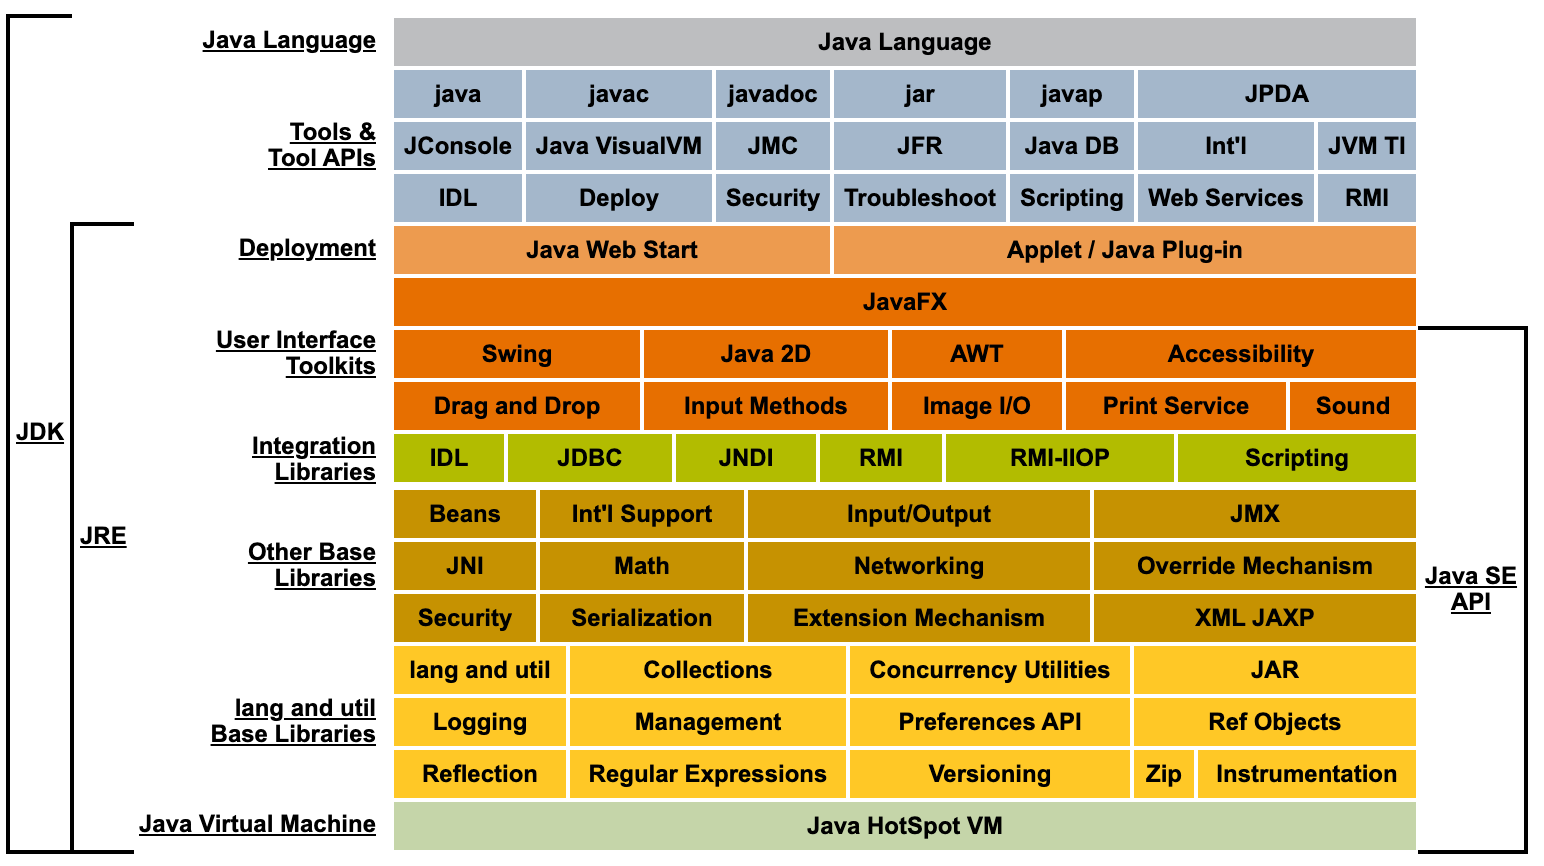 Java Language
Java Language
java javac javadoc jar javap JPDA
Tools &
Tool APIs
JConsole Java VisualVM JMC JFR Java DB Int'l JVM TI
IDL Deploy Security Troubleshoot Scripting Web Services RMI
Deployment
Java Web Start Applet / Java Plug-in
JavaFX
User Interface
Toolkits
Swing Java 2D AWT Accessibility
Drag and Drop Input Methods Image I/O Print Service Sound
JDK
Integration
Libraries
IDL JDBC JNDI RMI RMI-IIOP Scripting
JRE
Other Base
Libraries
Beans Int'l Support Input/Output JMX
JNI Math Networking Override Mechanism
Security Serialization Extension Mechanism XML JAXP
Java SE
API
lang and util
Base Libraries
lang and util Collections Concurrency Utilities JAR
Logging Management Preferences API Ref Objects
Reflection Regular Expressions Versioning Zip Instrumentation
Java Virtual Machine
Java HotSpot VM